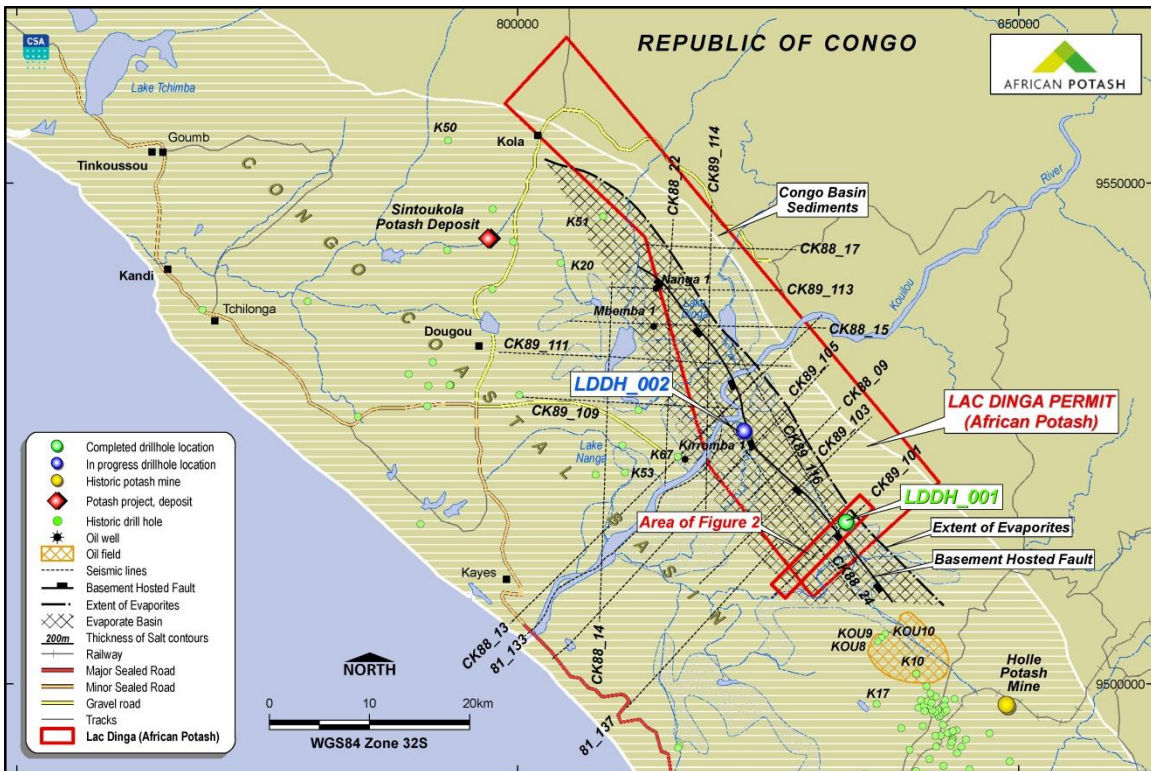 800000
850000
CSA
REPUBLIC OF CONGO
AFRICAN POTASH
Lake Tchimba
K50
Kola
Goumb
Tinkoussou
CK88_22
CK89_114
River
9550000
Congo Basin
Sediments
Sintoukola
Potash Deposit
K51
CK88_17
Kandi
K20
Nanga 1
CK89_113
Kouilou
Tchilonga
Mbemba 1
Lake
Dinga
CK88_15
Dougou
CK89_111
CK89_105
LDDH_002
CK88_09
CONGO COASTAL BASIN
CK89_109
CK89_103
LAC DINGA PERMIT
(African Potash)
Lake
Nanga
Kirromba 1
K67
K53
CK89_116
CK89_101
LDDH_001
Area of Figure 2
Extent of Evaporites
Basement Hosted Fault
Kayes
CK88_24
CK88_13
81_133
CK88_14
KOU9
KOU8
KOU10
K10
K17
Holle
Potash
Mine
9500000
81_137
NORTH
0
10
20km
WGS84 Zone 32S
LEGEND
Completed drillhole location
In progress drillhole location
Historic potash mine
Potash project, deposit
Historic drill hole
Oil well
Oil field
Seismic lines
Basement Hosted Fault
Extent of Evaporites
Evaporate Basin
200m Thickness of Salt contours
Railway
Major Sealed Road
Minor Sealed Road
Gravel road
Tracks
Lac Dinga (African Potash)